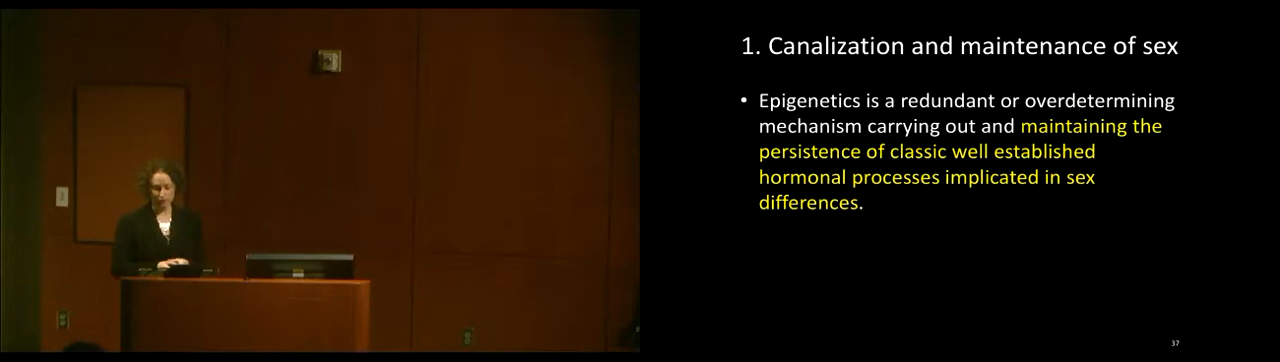 1. Canalization and maintenance of sex
• Epigenetics is a redundant or overdetermining
mechanism carrying out and maintaining the
persistence of classic well established
hormonal processes implicated in sex
differences.
37